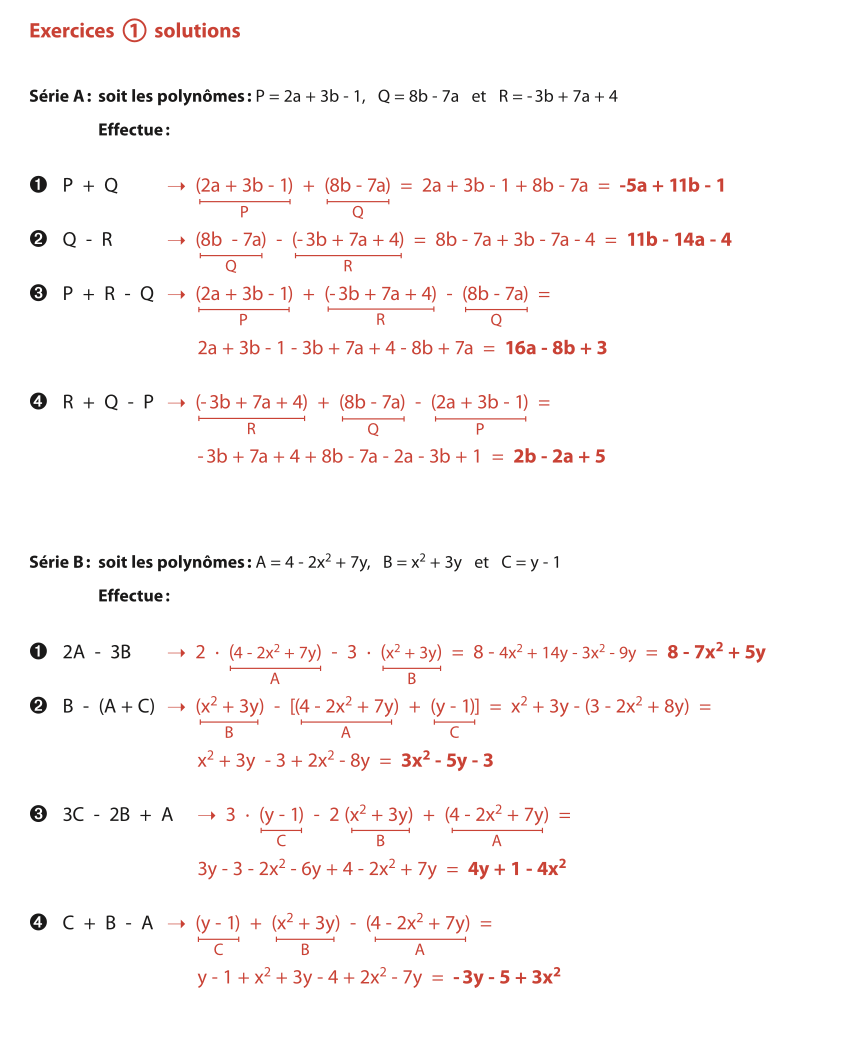 Exercices ① solutions
Série A : soit les polynômes : P = 2a + 3b - 1, Q = 8b - 7a et R = -3b + 7a + 4
Effectue :
❶ P + Q → (2a + 3b - 1) + (8b - 7a) = 2a + 3b - 1 + 8b - 7a = -5a + 11b - 1
P Q
❷ Q - R → (8b - 7a) - (-3b + 7a + 4) = 8b - 7a + 3b - 7a - 4 = 11b - 14a - 4
Q R
❸ P + R - Q → (2a + 3b - 1) + (-3b + 7a + 4) - (8b - 7a) =
P R Q
2a + 3b - 1 - 3b + 7a + 4 - 8b + 7a = 16a - 8b + 3
❹ R + Q - P → (-3b + 7a + 4) + (8b - 7a) - (2a + 3b - 1) =
R Q P
-3b + 7a + 4 + 8b - 7a - 2a - 3b + 1 = 2b - 2a + 5
Série B : soit les polynômes : A = 4 - 2x² + 7y, B = x² + 3y et C = y - 1
Effectue :
❶ 2A - 3B → 2 · (4 - 2x² + 7y) - 3 · (x² + 3y) = 8 - 4x² + 14y - 3x² - 9y = 8 - 7x² + 5y
A B
❷ B - (A + C) → (x² + 3y) - [(4 - 2x² + 7y) + (y - 1)] = x² + 3y - (3 - 2x² + 8y) =
B A C
x² + 3y - 3 + 2x² - 8y = 3x² - 5y - 3
❸ 3C - 2B + A → 3 · (y - 1) - 2 (x² + 3y) + (4 - 2x² + 7y) =
C B A
3y - 3 - 2x² - 6y + 4 - 2x² + 7y = 4y + 1 - 4x²
❹ C + B - A → (y - 1) + (x² + 3y) - (4 - 2x² + 7y) =
C B A
y - 1 + x² + 3y - 4 + 2x² - 7y = -3y - 5 + 3x²